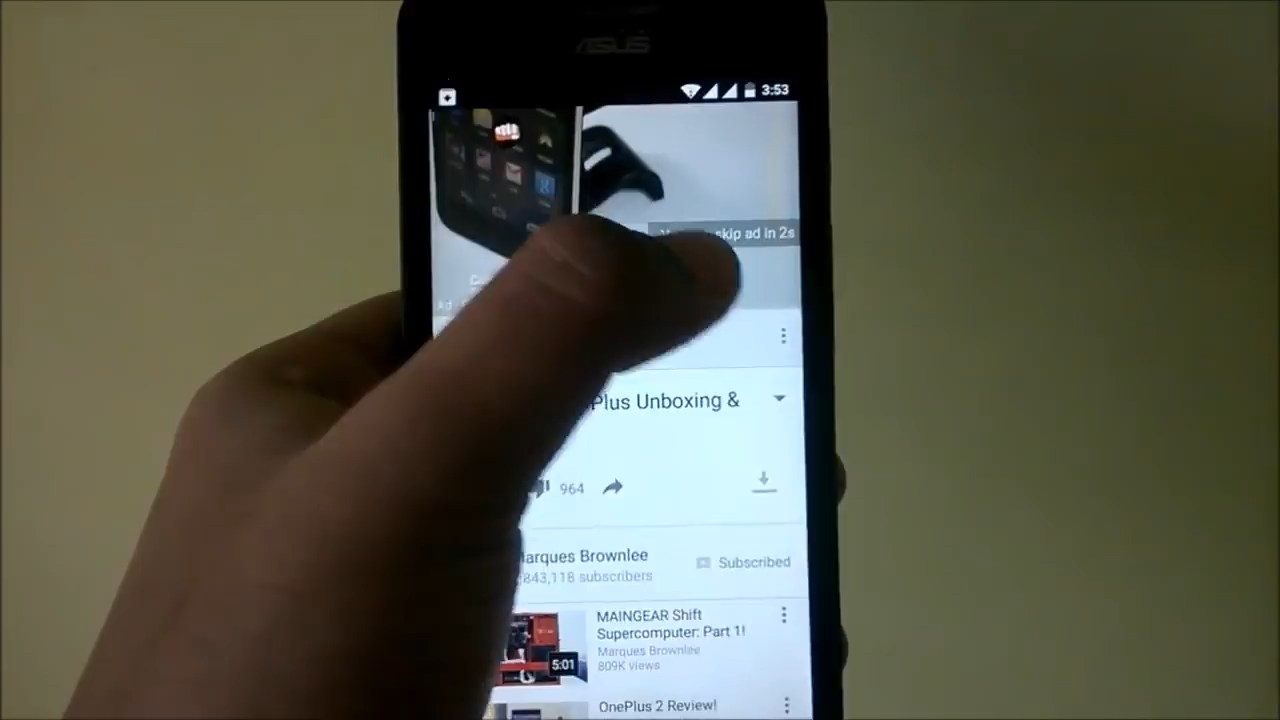 ASUS
3:53
skip ad in 2s
Plus Unboxing &
964
Marques Brownlee
843,118 subscribers
Subscribed
MAINGEAR Shift
Supercomputer: Part 1!
Marques Brownlee
809K views
5:01
OnePlus 2 Review!